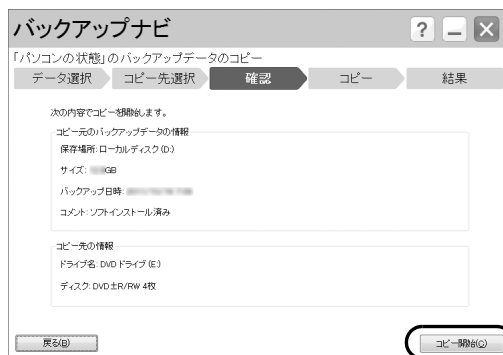 バックアップナビ
?
「パソコンの状態」のバックアップデータのコピー
データ選択 コピー先選択 確認 コピー 結果
次の内容でコピーを開始します。
コピー元のバックアップデータの情報
保存場所: ローカルディスク (D:)
サイズ: GB
バックアップ日時:
コメント: ソフトインストール済み
コピー先の情報
ドライブ名: DVD ドライブ (E:)
ディスク: DVD±R/RW 4枚
戻る(B) コピー開始(C)